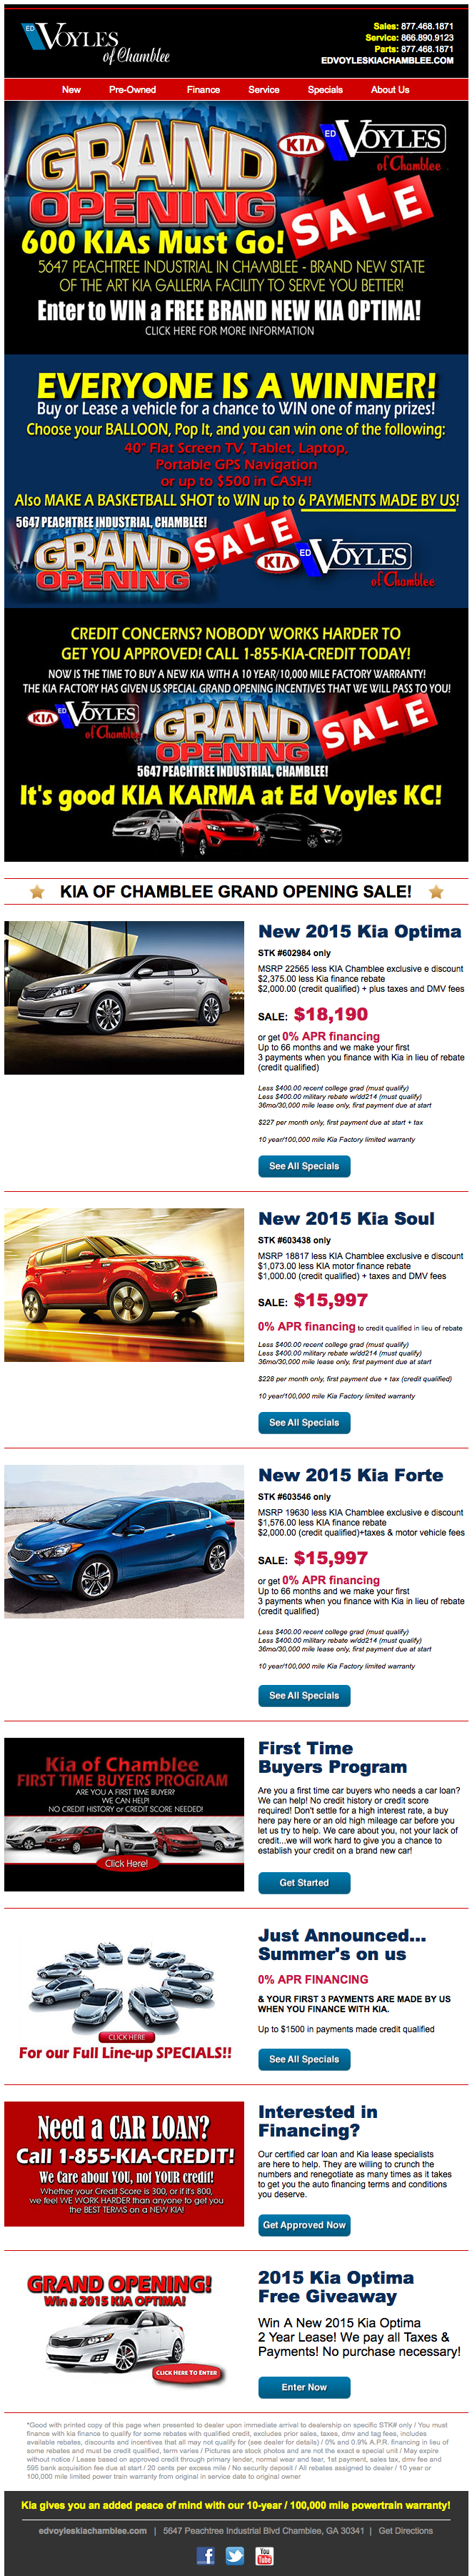 ED VOYLES
of Chamblee
Sales: 877.468.1871
Service: 866.890.9123
Parts: 877.468.1871
EDVOYLESKIACHAMBLEE.COM
New Pre-Owned Finance Service Specials About Us
GRAND
OPENING
SALE
KIA ED VOYLES
of Chamblee
600 KIAs Must Go!
5647 PEACHTREE INDUSTRIAL IN CHAMBLEE - BRAND NEW STATE
OF THE ART KIA GALLERIA FACILITY TO SERVE YOU BETTER!
Enter to WIN a FREE BRAND NEW KIA OPTIMA!
CLICK HERE FOR MORE INFORMATION
EVERYONE IS A WINNER!
Buy or Lease a vehicle for a chance to WIN one of many prizes!
Choose your BALLOON, Pop It, and you can win one of the following:
40" Flat Screen TV, Tablet, Laptop,
Portable GPS Navigation
or up to $500 in CASH!
Also MAKE A BASKETBALL SHOT to WIN up to 6 PAYMENTS MADE BY US!
5647 PEACHTREE INDUSTRIAL, CHAMBLEE!
GRAND
OPENING
SALE
KIA ED VOYLES
of Chamblee
CREDIT CONCERNS? NOBODY WORKS HARDER TO
GET YOU APPROVED! CALL 1-855-KIA-CREDIT TODAY!
NOW IS THE TIME TO BUY A NEW KIA WITH A 10 YEAR/10,000 MILE FACTORY WARRANTY!
THE KIA FACTORY HAS GIVEN US SPECIAL GRAND OPENING INCENTIVES THAT WE WILL PASS TO YOU!
KIA ED VOYLES
of Chamblee
GRAND
OPENING
SALE
5647 PEACHTREE INDUSTRIAL, CHAMBLEE!
It's good KIA KARMA at Ed Voyles KC!
KIA OF CHAMBLEE GRAND OPENING SALE!
New 2015 Kia Optima
STK #602984 only
MSRP 22565 less KIA Chamblee exclusive e discount
$2,375.00 less Kia finance rebate
$2,000.00 (credit qualified) + plus taxes and DMV fees
SALE: $18,190
or get 0% APR financing
Up to 66 months and we make your first
3 payments when you finance with Kia in lieu of rebate
(credit qualified)
Less $400.00 recent college grad (must qualify)
Less $400.00 military rebate w/dd214 (must qualify)
36mo/30,000 mile lease only, first payment due at start
$227 per month only, first payment due at start + tax
10 year/100,000 mile Kia Factory limited warranty
See All Specials
New 2015 Kia Soul
STK #603438 only
MSRP 18817 less KIA Chamblee exclusive e discount
$1,073.00 less KIA motor finance rebate
$1,000.00 (credit qualified) + taxes and DMV fees
SALE: $15,997
0% APR financing to credit qualified in lieu of rebate
Less $400.00 recent college grad (must qualify)
Less $400.00 military rebate w/dd214 (must qualify)
36mo/30,000 mile lease only, first payment due at start
$228 per month only, first payment due + tax (credit qualified)
10 year/100,000 mile Kia Factory limited warranty
See All Specials
New 2015 Kia Forte
STK #603546 only
MSRP 19630 less KIA Chamblee exclusive e discount
$1,576.00 less KIA finance rebate
$2,000.00 (credit qualified)+taxes & motor vehicle fees
SALE: $15,997
or get 0% APR financing
Up to 66 months and we make your first
3 payments when you finance with Kia in lieu of rebate
(credit qualified)
Less $400.00 recent college grad (must qualify)
Less $400.00 military rebate w/dd214 (must qualify)
36mo/30,000 mile lease only, first payment due at start
10 year/100,000 mile Kia Factory limited warranty
See All Specials
Kia of Chamblee
FIRST TIME BUYERS PROGRAM
ARE YOU A FIRST TIME BUYER?
WE CAN HELP!
NO CREDIT HISTORY or CREDIT SCORE NEEDED!
Click Here!
First Time
Buyers Program
Are you a first time car buyers who needs a car loan?
We can help! No credit history or credit score
required! Don't settle for a high interest rate, a buy
here pay here or an old high mileage car before you
let us try to help. We care about you, not your lack of
credit...we will work hard to give you a chance to
establish your credit on a brand new car!
Get Started
CLICK HERE
For our Full Line-up SPECIALS!!
Just Announced...
Summer's on us
0% APR FINANCING
& YOUR FIRST 3 PAYMENTS ARE MADE BY US
WHEN YOU FINANCE WITH KIA.
Up to $1500 in payments made credit qualified
See All Specials
Need a CAR LOAN?
Call 1-855-KIA-CREDIT!
We Care about YOU, not YOUR credit!
Whether your Credit Score is 300, or if it's 800,
we feel WE WORK HARDER than anyone to get you
the BEST TERMS on a NEW KIA!
Interested in
Financing?
Our certified car loan and Kia lease specialists
are here to help. They are willing to crunch the
numbers and renegotiate as many times as it takes
to get you the auto financing terms and conditions
you deserve.
Get Approved Now
GRAND OPENING!
Win a 2015 KIA OPTIMA!
CLICK HERE TO ENTER
2015 Kia Optima
Free Giveaway
Win A New 2015 Kia Optima
2 Year Lease! We pay all Taxes &
Payments! No purchase necessary!
Enter Now
*Good with printed copy of this page when presented to dealer upon immediate arrival to dealership on specific STK# only / You must
finance with kia finance to qualify for some rebates with qualified credit, excludes prior sales, taxes, dmv and tag fees, includes
available rebates, discounts and incentives that all may not qualify for (see dealer for details) / 0% and 0.9% A.P.R. financing in lieu of
some rebates and must be credit qualified, term varies / Pictures are stock photos and are not the exact e special unit / May expire
without notice / Lease based on approved credit through primary lender, normal wear and tear, 1st payment, sales tax, dmv fee and
595 bank acquisition fee due at start / 20 cents per excess mile / No security deposit / All rebates assigned to dealer / 10 year or
100,000 mile limited power train warranty from original in service date to original owner
Kia gives you an added peace of mind with our 10-year / 100,000 mile powertrain warranty!
edvoyleskiachamblee.com | 5647 Peachtree Industrial Blvd Chamblee, GA 30341 | Get Directions
f You Tube